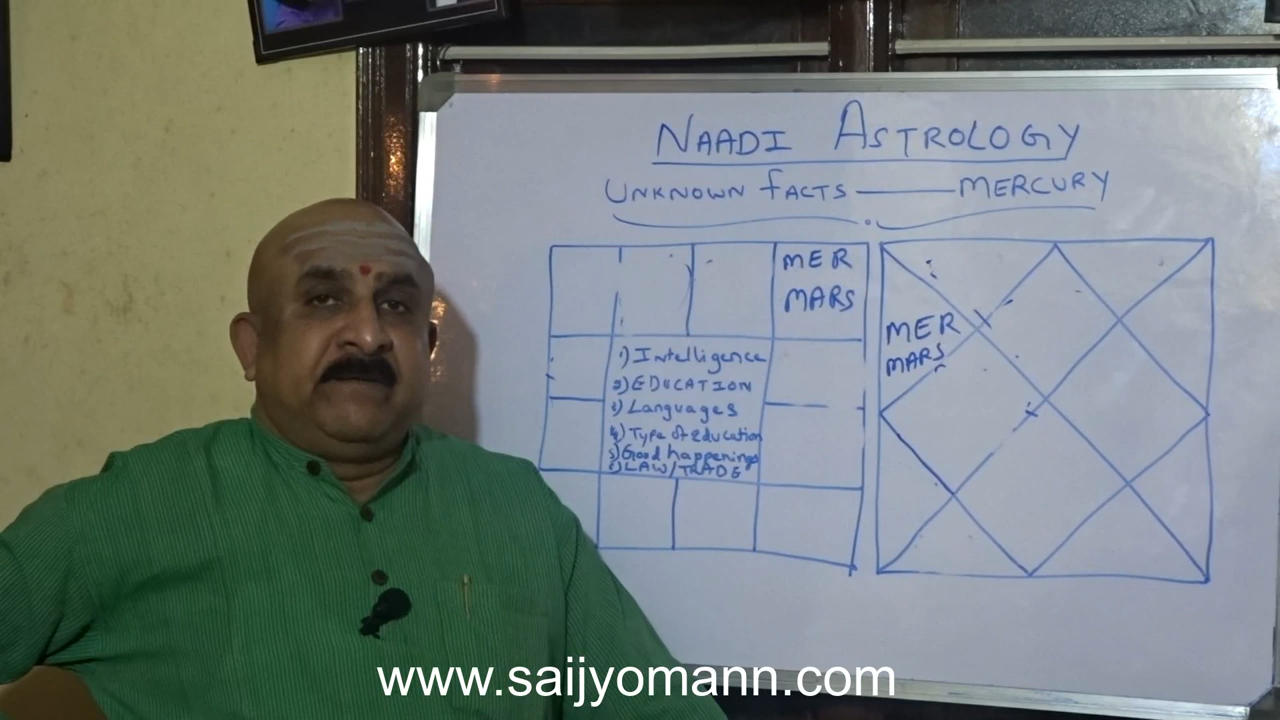 NAADI ASTROLOGY
UNKNOWN FACTS — MERCURY
MER
MARS
1) Intelligence
2) EDUCATION
3) Languages
4) Type of Education
5) Good happenings
6) LAW/TRADE
MER
MARS
www.saijyomann.com